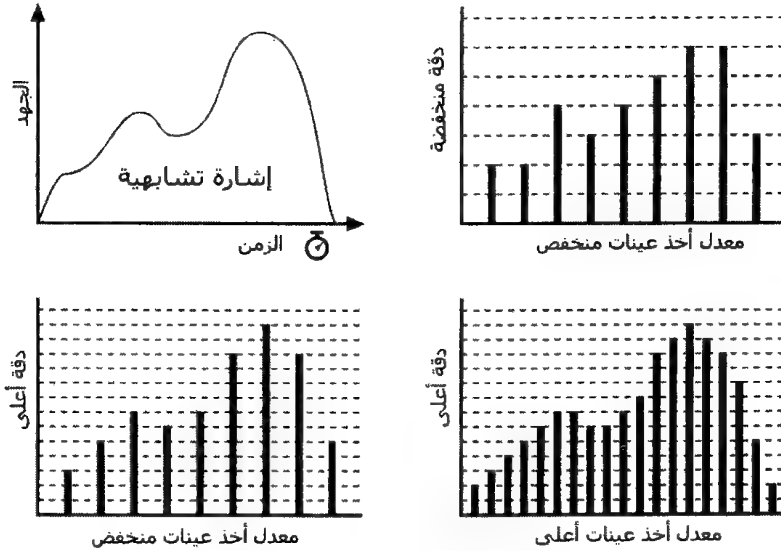 الجهد
إشارة تشابهية
الزمن
دقة منخفضة
معدل أخذ عينات منخفص
دقة أعلى
معدل أخذ عينات منخفض
دقة أعلى
معدل أخذ عينات أعلى